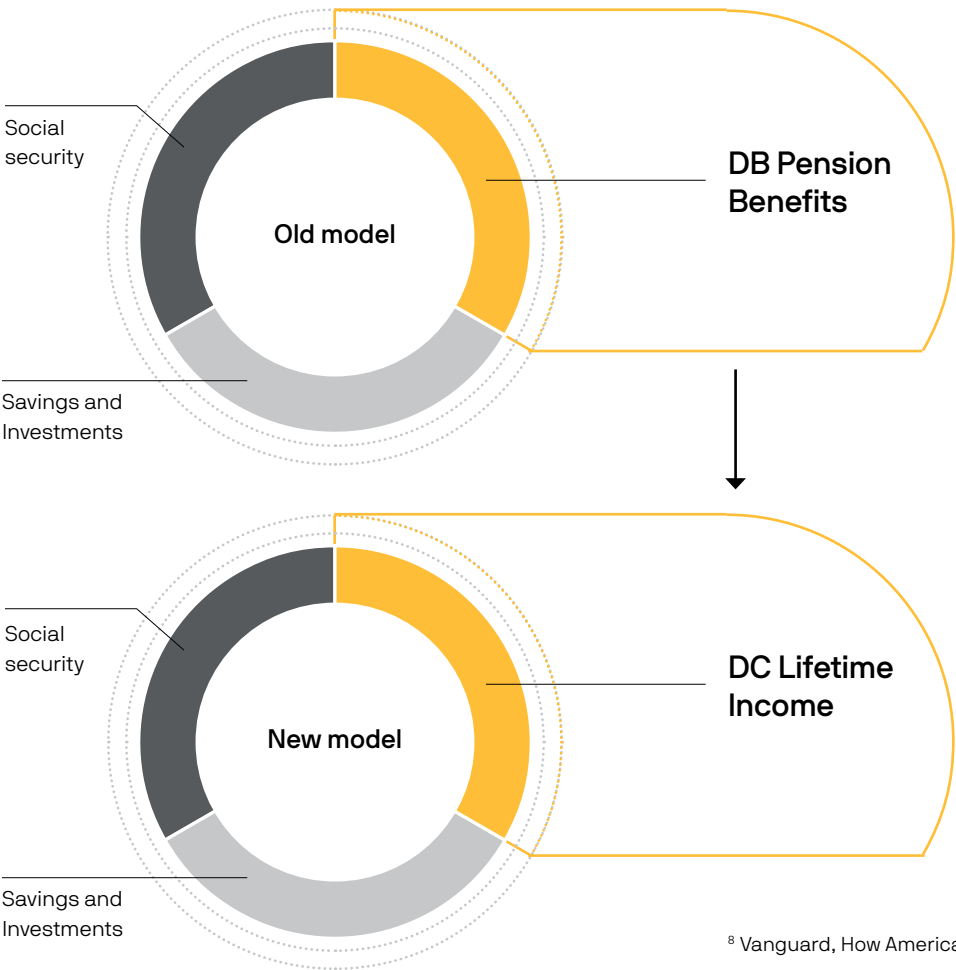 Social
security
Old model
DB Pension
Benefits
Savings and
Investments
Social
security
New model
DC Lifetime
Income
Savings and
Investments
⁸ Vanguard, How America